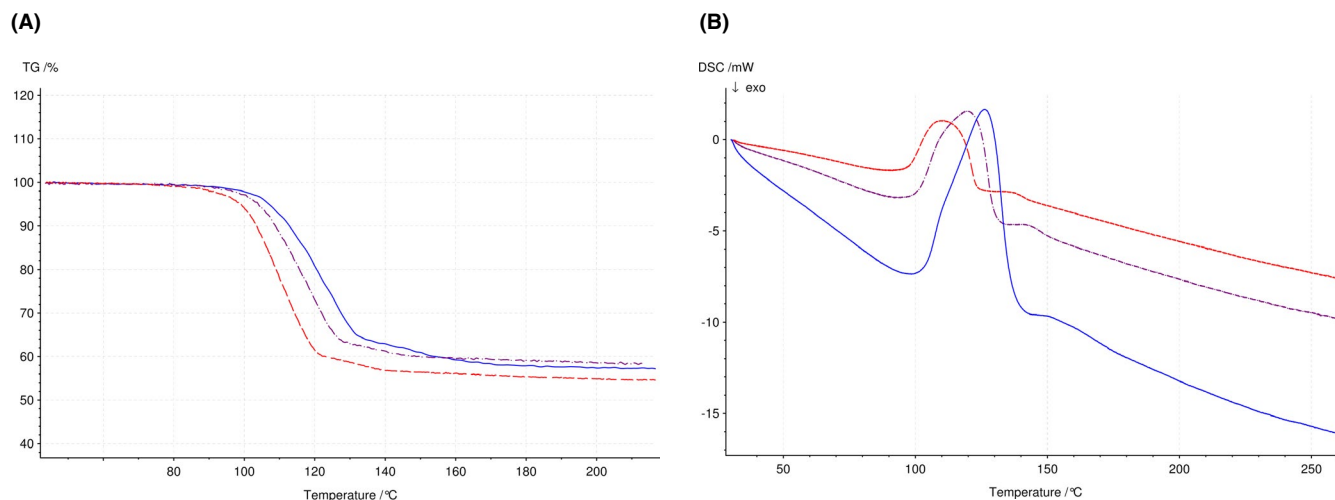 (A)
TG /%
120
110
100
90
80
70
60
50
40
80 100 120 140 160 180 200
Temperature /°C
(B)
DSC /mW
↓ exo
0
-5
-10
-15
50 100 150 200 250
Temperature /°C